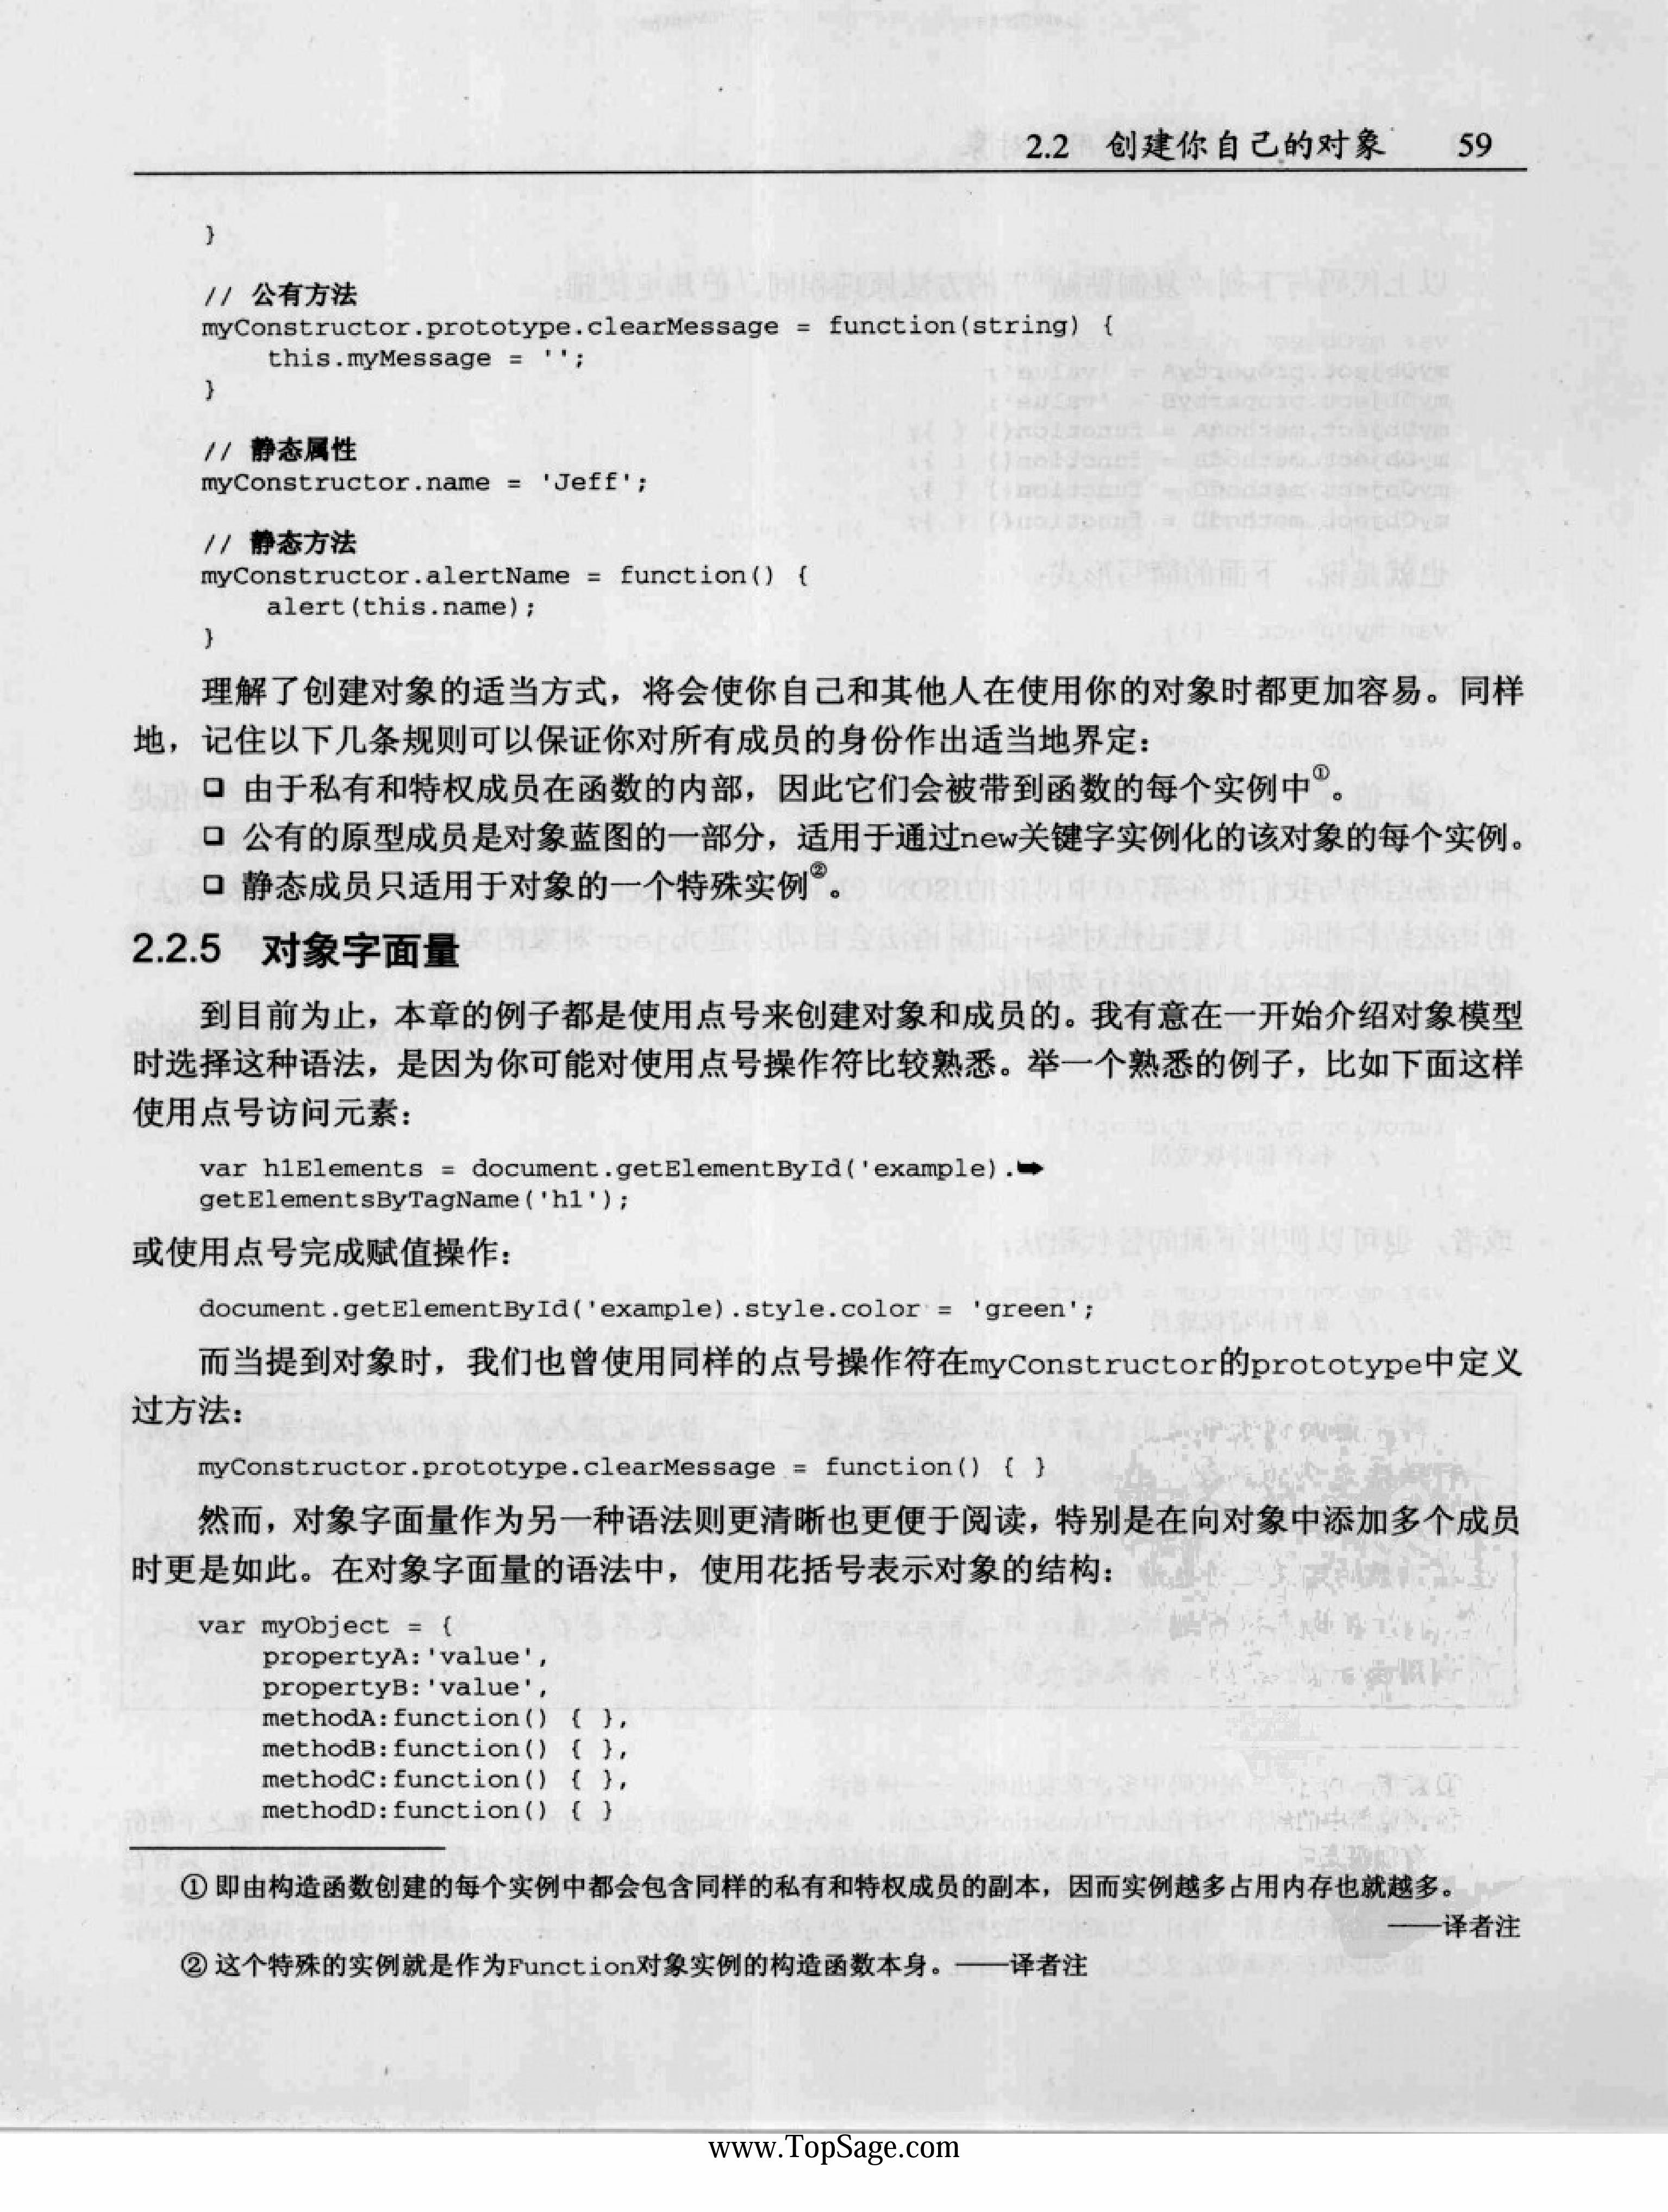 2.2 创建你自己的对象 59
}
// 公有方法
myConstructor.prototype.clearMessage = function(string) {
    this.myMessage = '';
}
// 静态属性
myConstructor.name = 'Jeff';
// 静态方法
myConstructor.alertName = function() {
    alert(this.name);
}
理解了创建对象的适当方式，将会使你自己和其他人在使用你的对象时都更加容易。同样
地，记住以下几条规则可以保证你对所有成员的身份作出适当地界定：
❑ 由于私有和特权成员在函数的内部，因此它们会被带到函数的每个实例中①。
❑ 公有的原型成员是对象蓝图的一部分，适用于通过new关键字实例化的该对象的每个实例。
❑ 静态成员只适用于对象的一个特殊实例②。
2.2.5 对象字面量
到目前为止，本章的例子都是使用点号来创建对象和成员的。我有意在一开始介绍对象模型
时选择这种语法，是因为你可能对使用点号操作符比较熟悉。举一个熟悉的例子，比如下面这样
使用点号访问元素：
var h1Elements = document.getElementById('example).➥
getElementsByTagName('h1');
或使用点号完成赋值操作：
document.getElementById('example).style.color = 'green';
而当提到对象时，我们也曾使用同样的点号操作符在myConstructor的prototype中定义
过方法：
myConstructor.prototype.clearMessage = function() { }
然而，对象字面量作为另一种语法则更清晰也更便于阅读，特别是在向对象中添加多个成员
时更是如此。在对象字面量的语法中，使用花括号表示对象的结构：
var myObject = {
    propertyA:'value',
    propertyB:'value',
    methodA:function() { },
    methodB:function() { },
    methodC:function() { },
    methodD:function() { }
① 即由构造函数创建的每个实例中都会包含同样的私有和特权成员的副本，因而实例越多占用内存也就越多。
——译者注
② 这个特殊的实例就是作为Function对象实例的构造函数本身。——译者注
www.TopSage.com